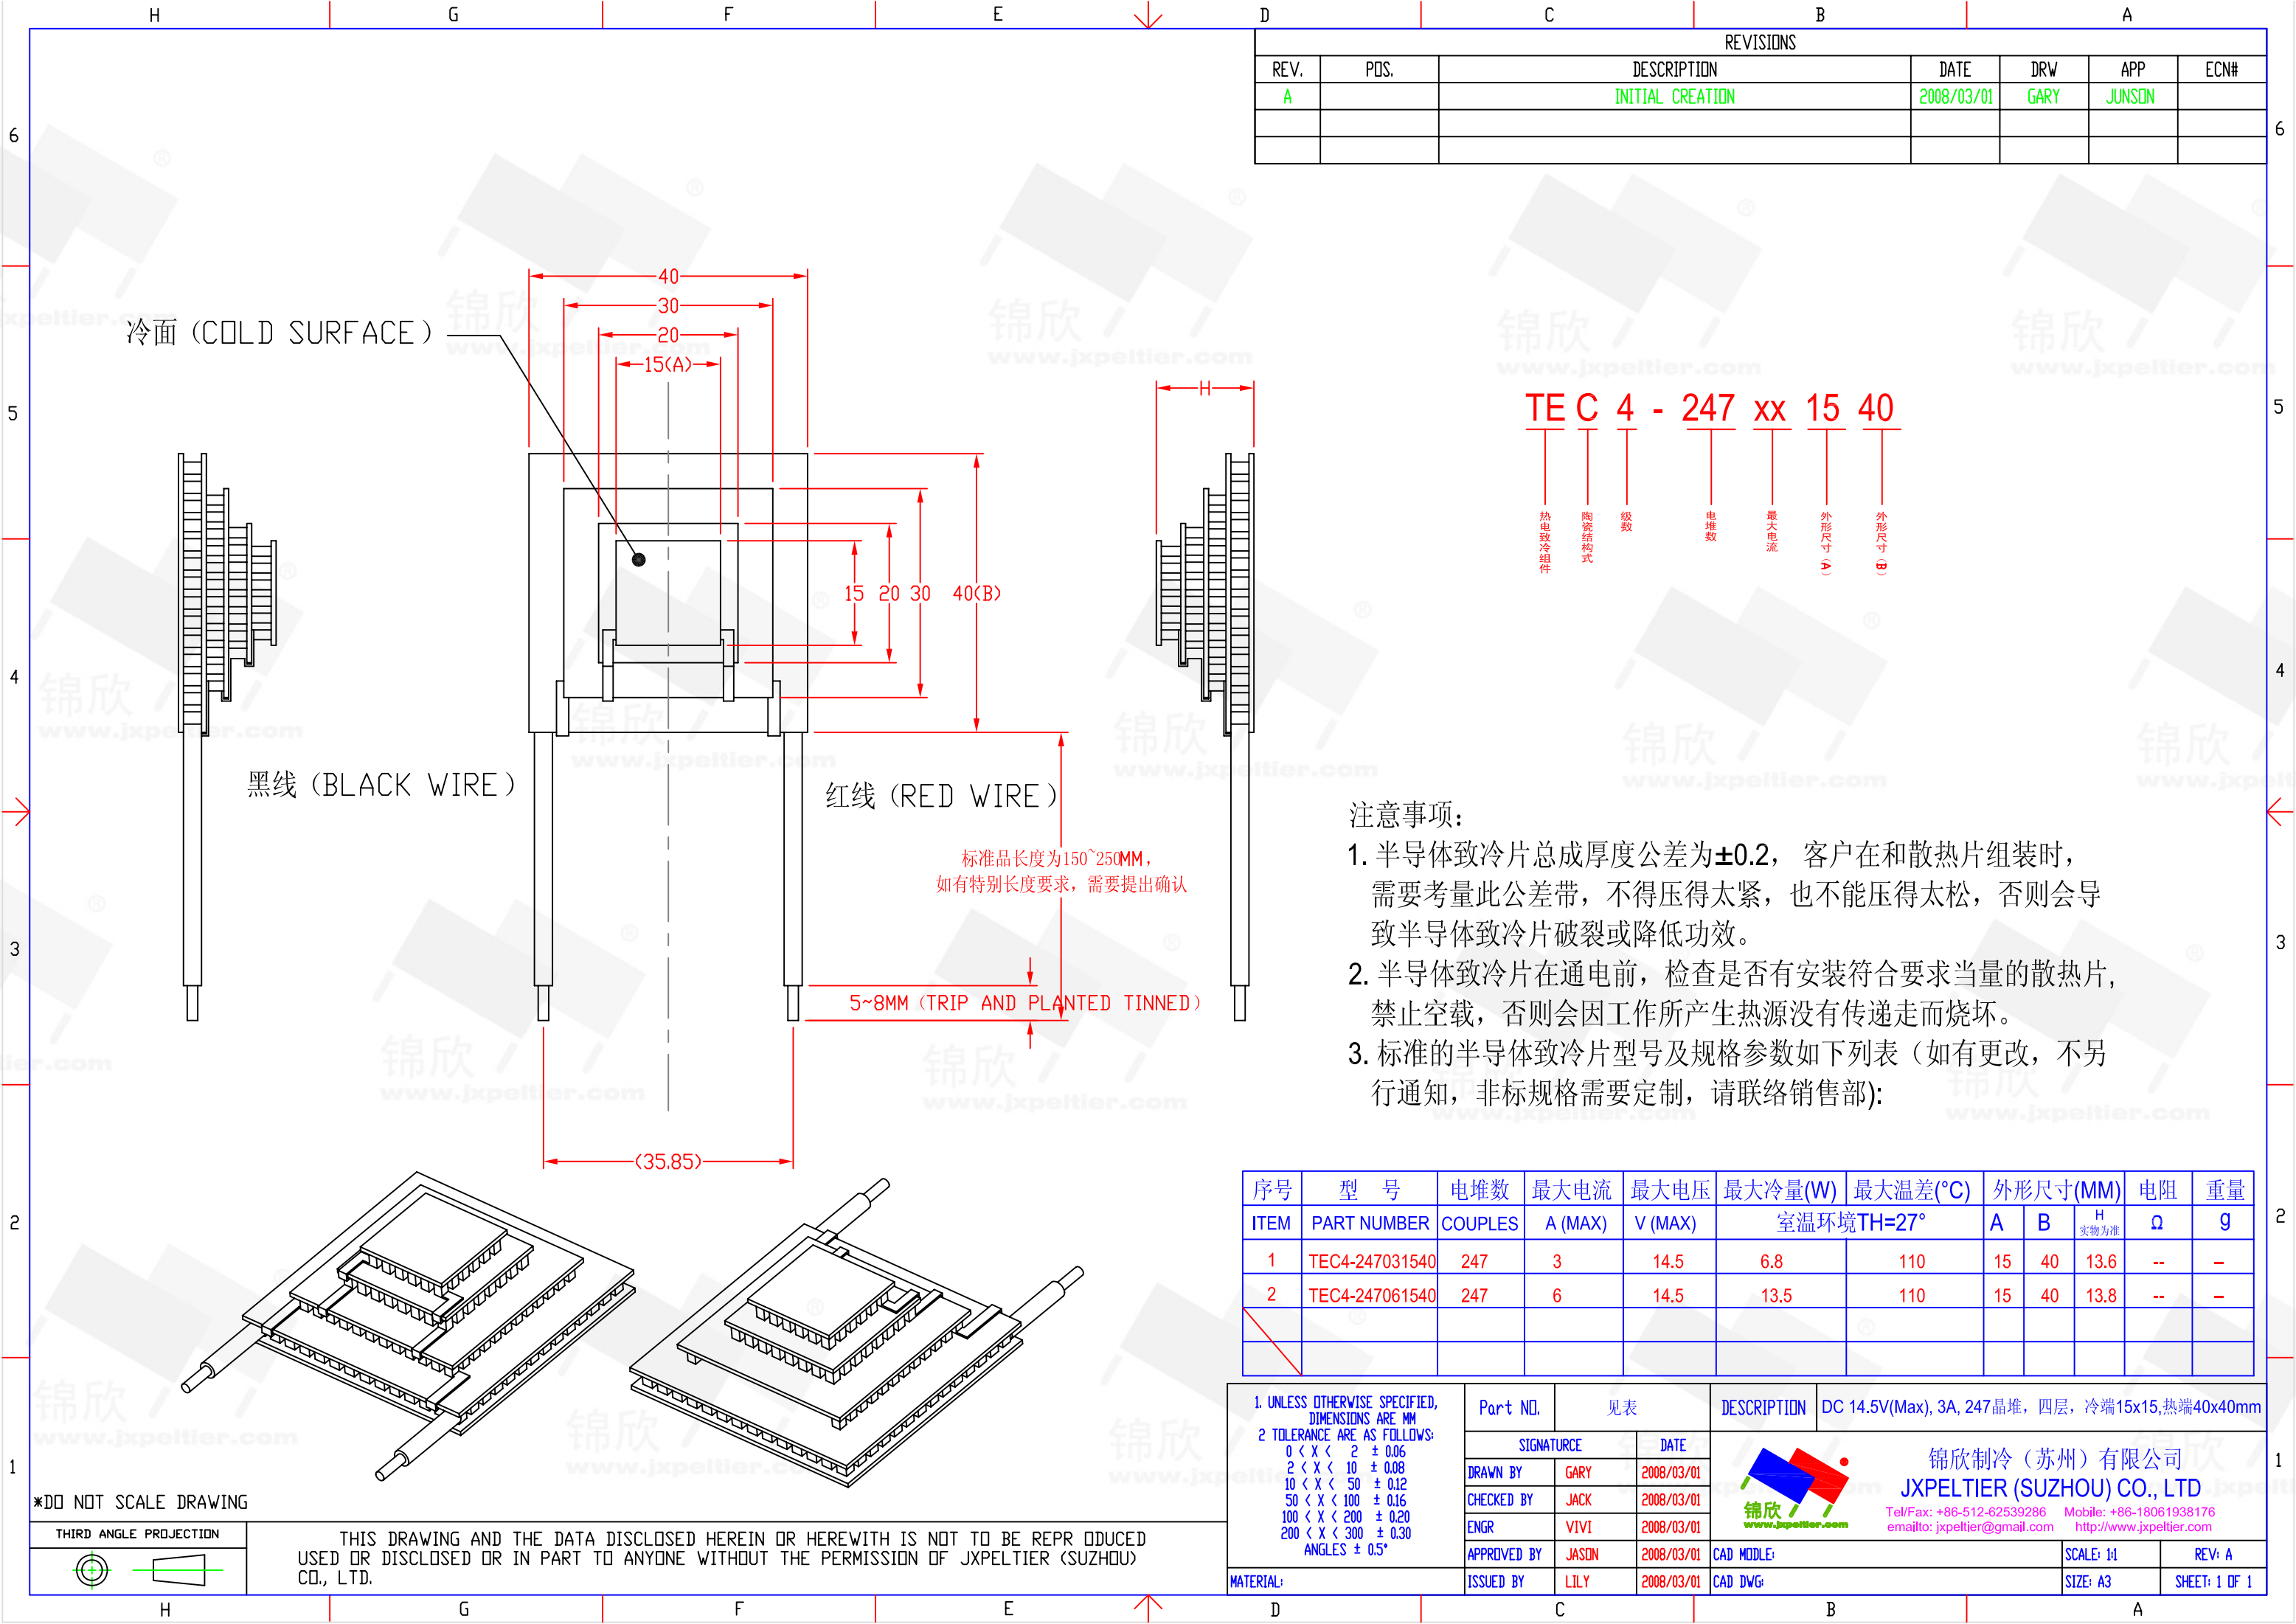 H G F E D C B A
REVISIONS
REV. POS. DESCRIPTION DATE DRW APP ECN#
A INITIAL CREATION 2008/03/01 GARY JUNSON
6 6
5 5
4 4
3 3
2 2
1 1
40
30
20
15(A)
冷面（COLD SURFACE）
H
15 20 30 40(B)
黑线（BLACK WIRE）
红线（RED WIRE）
标准品长度为150~250MM，
如有特别长度要求，需要提出确认
5~8MM（TRIP AND PLANTED TINNED）
(35.85)
TE C 4 - 247 xx 15 40
热电致冷组件
陶瓷结构式
级数
电堆数
最大电流
外形尺寸（A）
外形尺寸（B）
注意事项：
1. 半导体致冷片总成厚度公差为±0.2， 客户在和散热片组装时，
需要考量此公差带，不得压得太紧，也不能压得太松，否则会导
致半导体致冷片破裂或降低功效。
2. 半导体致冷片在通电前，检查是否有安装符合要求当量的散热片，
禁止空载，否则会因工作所产生热源没有传递走而烧坏。
3. 标准的半导体致冷片型号及规格参数如下列表（如有更改，不另
行通知，非标规格需要定制，请联络销售部):
序号 型 号 电堆数 最大电流 最大电压 最大冷量(W) 最大温差(°C) 外形尺寸(MM) 电阻 重量
ITEM PART NUMBER COUPLES A (MAX) V (MAX) 室温环境TH=27° A B H 实物为准 Ω g
1 TEC4-247031540 247 3 14.5 6.8 110 15 40 13.6 -- –
2 TEC4-247061540 247 6 14.5 13.5 110 15 40 13.8 -- –
1. UNLESS OTHERWISE SPECIFIED,
DIMENSIONS ARE MM
2 TOLERANCE ARE AS FOLLOWS:
0 < X < 2 ± 0.06
2 < X < 10 ± 0.08
10 < X < 50 ± 0.12
50 < X < 100 ± 0.16
100 < X < 200 ± 0.20
200 < X < 300 ± 0.30
ANGLES ± 0.5°
MATERIAL:
Part NO. 见表
DESCRIPTION DC 14.5V(Max), 3A, 247晶堆，四层，冷端15x15,热端40x40mm
SIGNATURE DATE
DRAWN BY GARY 2008/03/01
CHECKED BY JACK 2008/03/01
ENGR VIVI 2008/03/01
APPROVED BY JASON 2008/03/01
ISSUED BY LILY 2008/03/01
锦欣
www.jxpeltier.com
锦欣制冷（苏州）有限公司
JXPELTIER (SUZHOU) CO., LTD
Tel/Fax: +86-512-62539286 Mobile: +86-18061938176
emailto: jxpeltier@gmail.com http://www.jxpeltier.com
CAD MODLE: SCALE: 1:1 REV: A
CAD DWG: SIZE: A3 SHEET: 1 OF 1
*DO NOT SCALE DRAWING
THIRD ANGLE PROJECTION
THIS DRAWING AND THE DATA DISCLOSED HEREIN OR HEREWITH IS NOT TO BE REPR ODUCED
USED OR DISCLOSED OR IN PART TO ANYONE WITHOUT THE PERMISSION OF JXPELTIER (SUZHOU)
CO., LTD.
H G F E D C B A